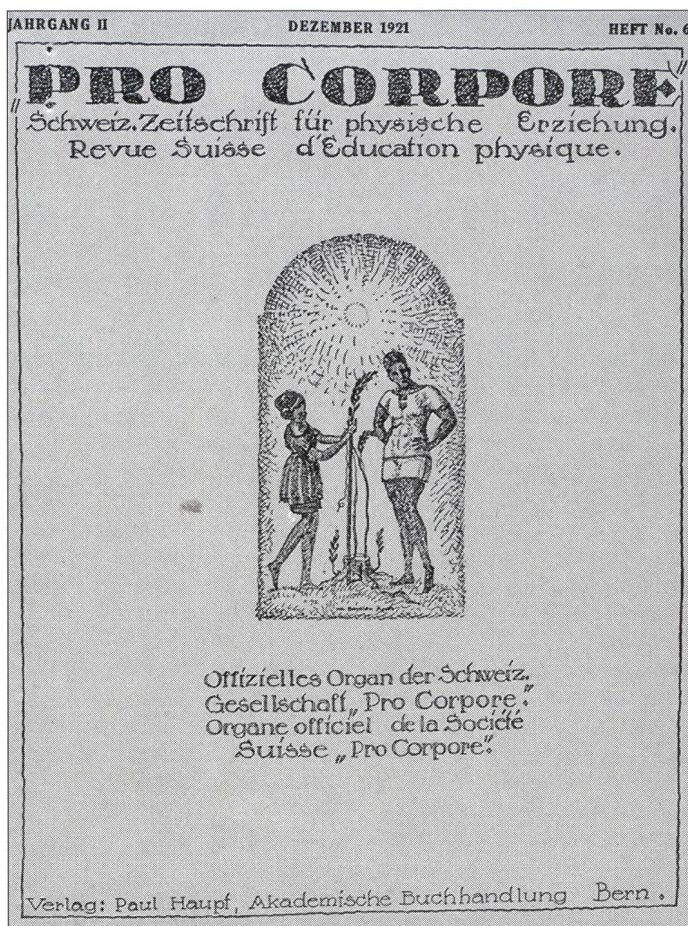 JAHRGANG II DEZEMBER 1921 HEFT No. 6
"PRO CORPORE"
Schweiz. Zeitschrift für physische Erziehung.
Revue Suisse d'Education physique.
Offizielles Organ der Schweiz.
Gesellschaft „Pro Corpore".
Organe officiel de la Société
Suisse „Pro Corpore".
Verlag: Paul Haupt, Akademische Buchhandlung Bern.